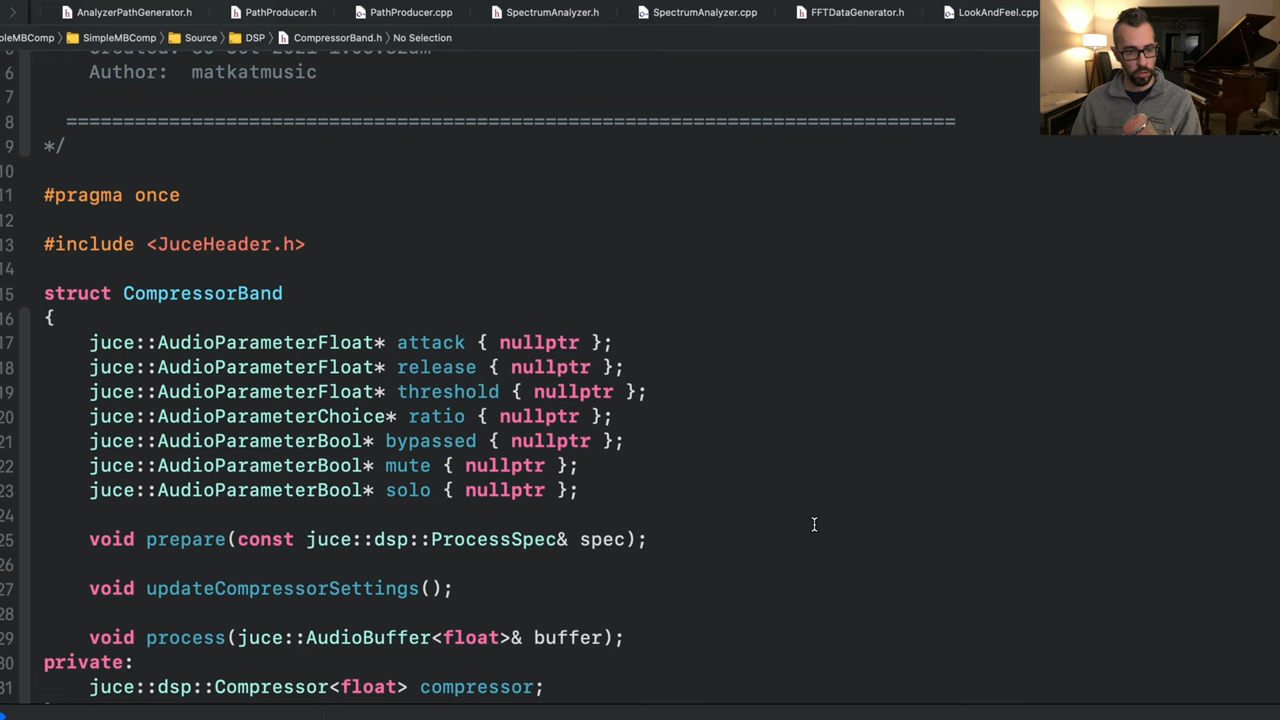 AnalyzerPathGenerator.h PathProducer.h PathProducer.cpp SpectrumAnalyzer.h SpectrumAnalyzer.cpp FFTDataGenerator.h LookAndFeel.cpp
SimpleMBComp Source DSP CompressorBand.h No Selection
6 Author: matkatmusic
7
8 ==============================================================================
9 */
10
11 #pragma once
12
13 #include <JuceHeader.h>
14
15 struct CompressorBand
16 {
17 juce::AudioParameterFloat* attack { nullptr };
18 juce::AudioParameterFloat* release { nullptr };
19 juce::AudioParameterFloat* threshold { nullptr };
20 juce::AudioParameterChoice* ratio { nullptr };
21 juce::AudioParameterBool* bypassed { nullptr };
22 juce::AudioParameterBool* mute { nullptr };
23 juce::AudioParameterBool* solo { nullptr };
24
25 void prepare(const juce::dsp::ProcessSpec& spec);
26
27 void updateCompressorSettings();
28
29 void process(juce::AudioBuffer<float>& buffer);
30 private:
31 juce::dsp::Compressor<float> compressor;